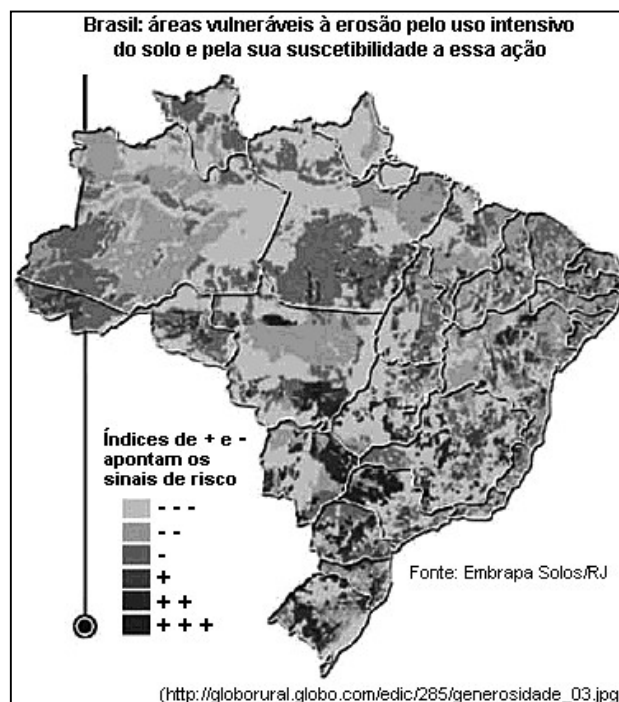 Brasil: áreas vulneráveis à erosão pelo uso intensivo
do solo e pela sua suscetibilidade a essa ação
Índices de + e -
apontam os
sinais de risco
- - -
- -
-
+
+ +
+ + +
Fonte: Embrapa Solos/RJ
(http://globorural.globo.com/edic/285/generosidade_03.jpg